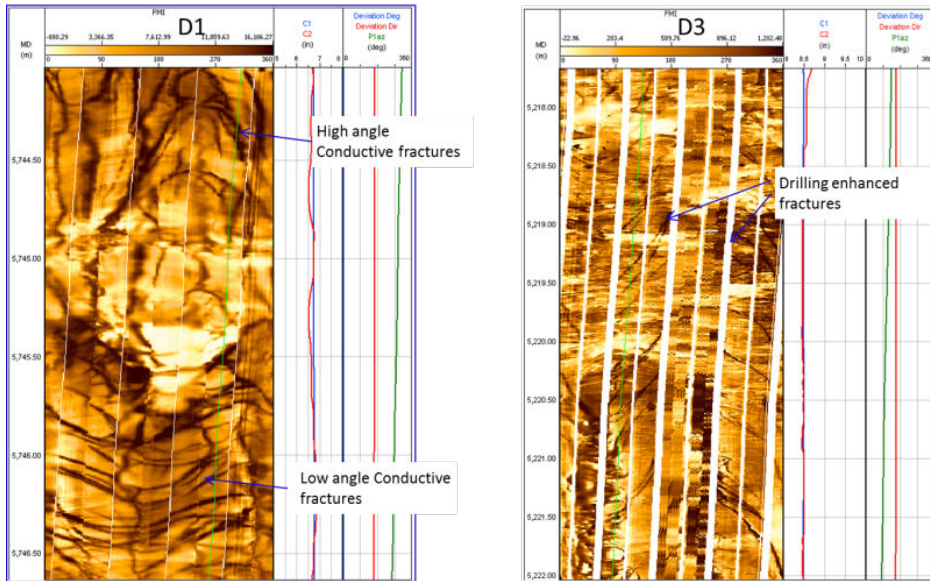 FMI
D1
-889.29 3,266.35 7,612.99 11,859.63 16,106.27
MD
(m)
0 90 180 270 360
C1
C2
(in)
6 7 8
Deviation Deg
Deviation Dir
P1az
(deg)
0 360
5,744.50
5,745.00
5,745.50
5,746.00
5,746.50
High angle
Conductive fractures
Low angle Conductive
fractures
FMI
D3
-22.96 203.4 509.76 896.12 1,202.48
MD
(m)
0 90 180 270 360
C1
C2
(in)
8 8.5 9 9.5 10
Deviation Deg
Deviation Dir
P1az
(deg)
0 360
5,218.00
5,218.50
5,219.00
5,219.50
5,220.00
5,220.50
5,221.00
5,221.50
5,222.00
Drilling enhanced
fractures